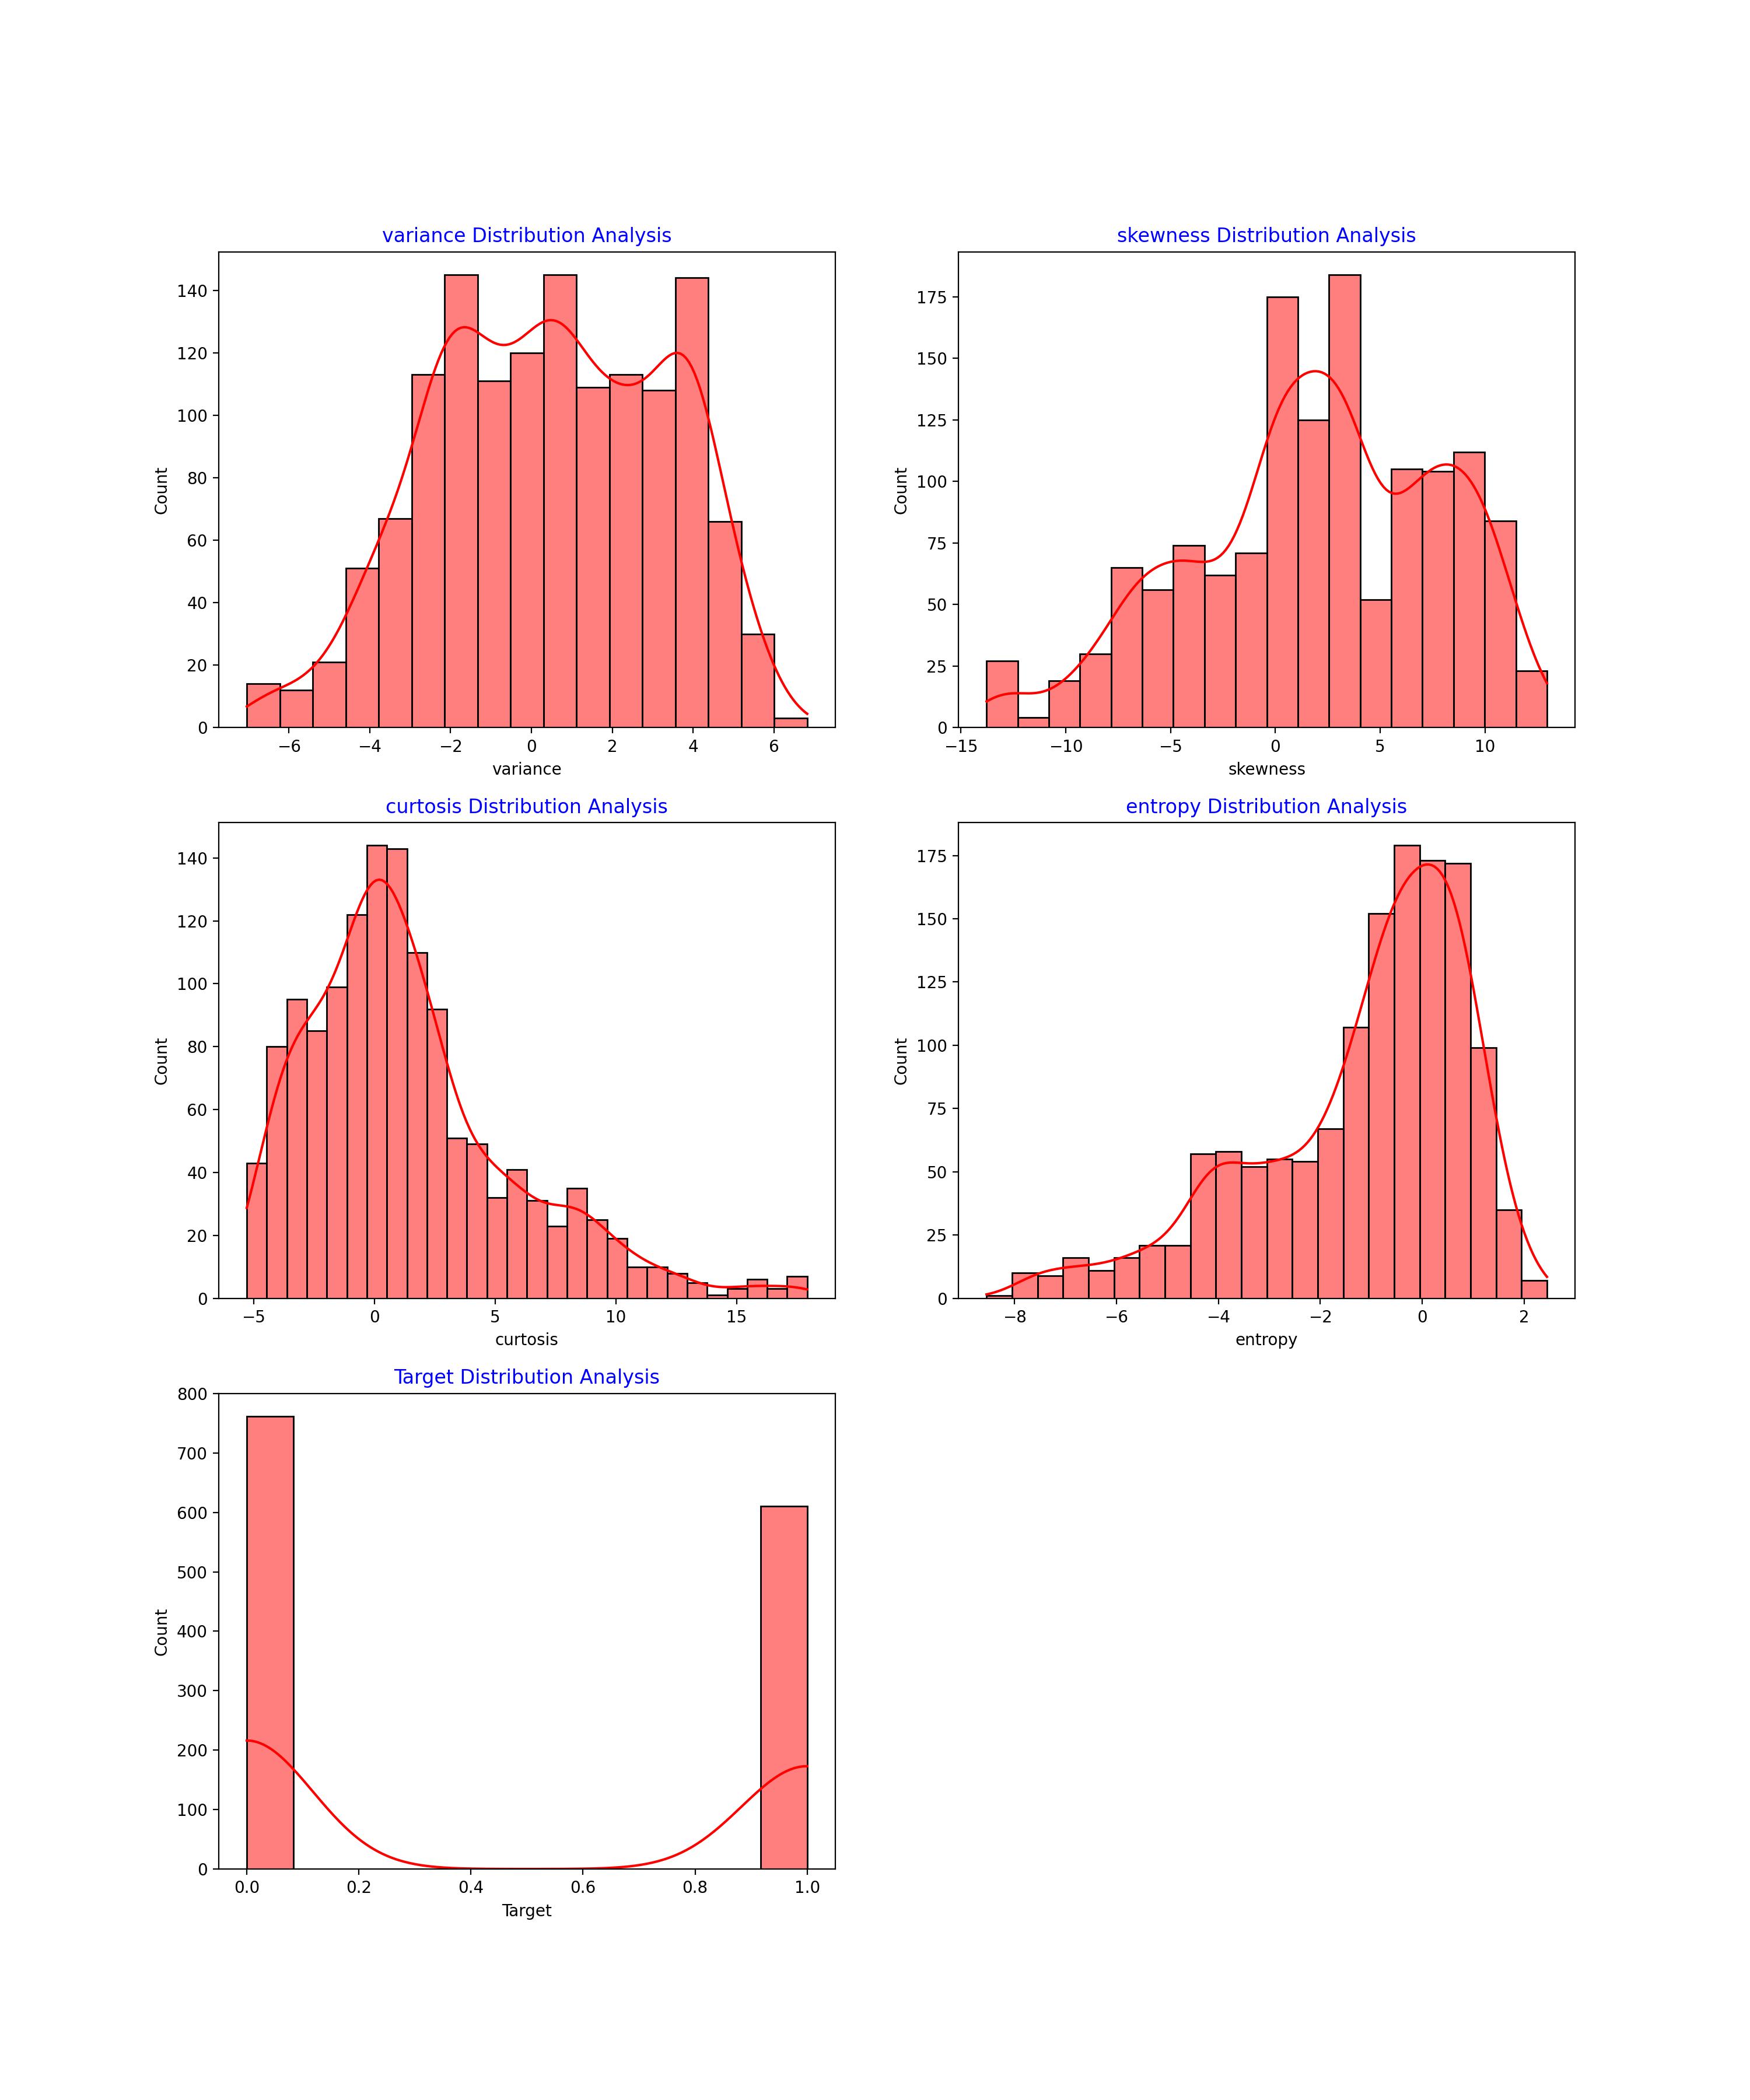 variance Distribution Analysis
140
120
100
80
60
40
20
0
Count
−6 −4 −2 0 2 4 6
variance
skewness Distribution Analysis
175
150
125
100
75
50
25
0
Count
−15 −10 −5 0 5 10
skewness
curtosis Distribution Analysis
140
120
100
80
60
40
20
0
Count
−5 0 5 10 15
curtosis
entropy Distribution Analysis
175
150
125
100
75
50
25
0
Count
−8 −6 −4 −2 0 2
entropy
Target Distribution Analysis
800
700
600
500
400
300
200
100
0
Count
0.0 0.2 0.4 0.6 0.8 1.0
Target